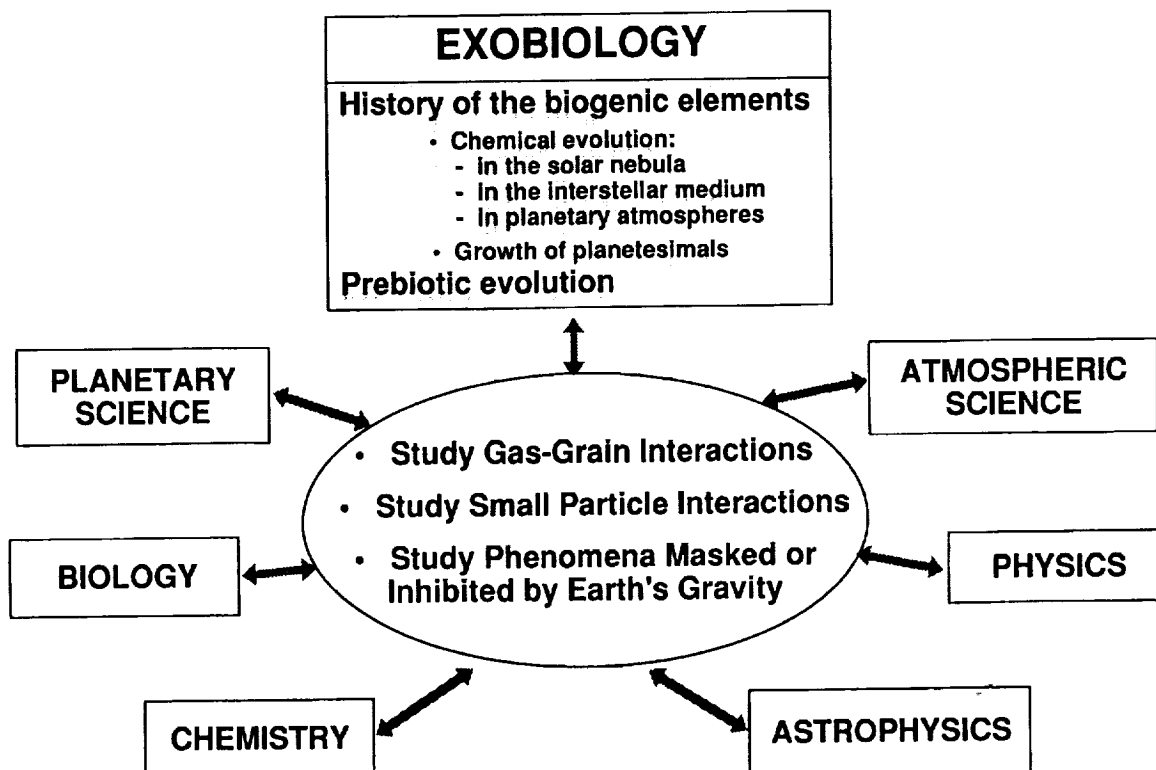 EXOBIOLOGY
History of the biogenic elements
• Chemical evolution:
- In the solar nebula
- In the interstellar medium
- In planetary atmospheres
• Growth of planetesimals
Prebiotic evolution
PLANETARY
SCIENCE
ATMOSPHERIC
SCIENCE
• Study Gas-Grain Interactions
• Study Small Particle Interactions
• Study Phenomena Masked or
Inhibited by Earth's Gravity
BIOLOGY
PHYSICS
CHEMISTRY
ASTROPHYSICS